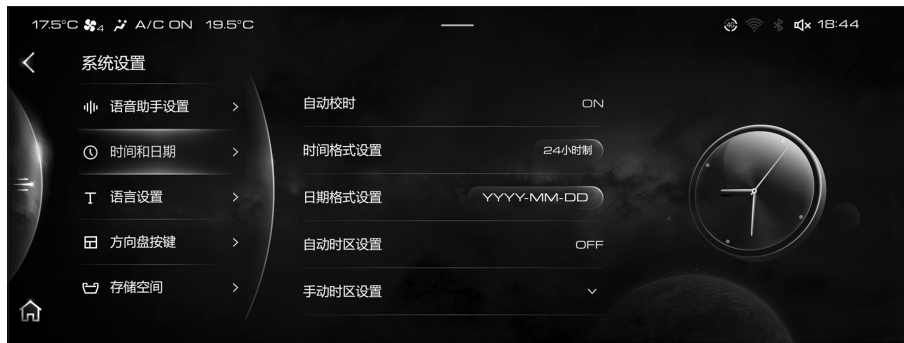 17.5°C 4 A/C ON 19.5°C
4G 18:44
系统设置
语音助手设置
时间和日期
语言设置
方向盘按键
存储空间
自动校时 ON
时间格式设置 24小时制
日期格式设置 YYYY-MM-DD
自动时区设置 OFF
手动时区设置